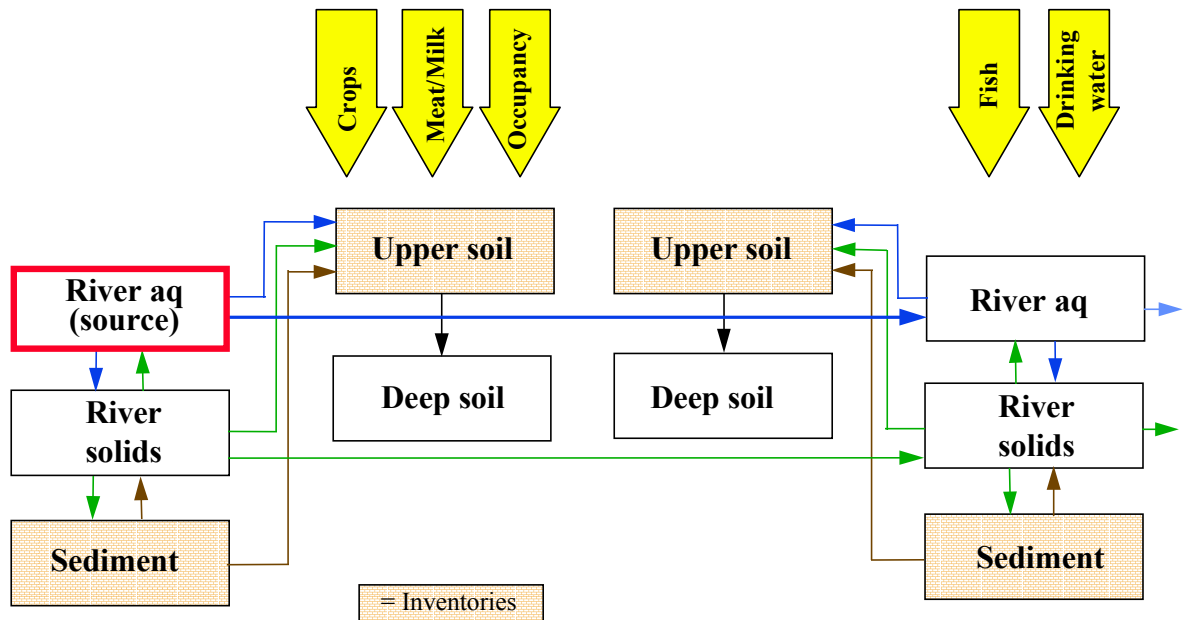 Crops
Meat/Milk
Occupancy
Fish
Drinking
water
Upper soil
Upper soil
River aq
(source)
River aq
Deep soil
Deep soil
River
solids
River
solids
Sediment
Sediment
= Inventories